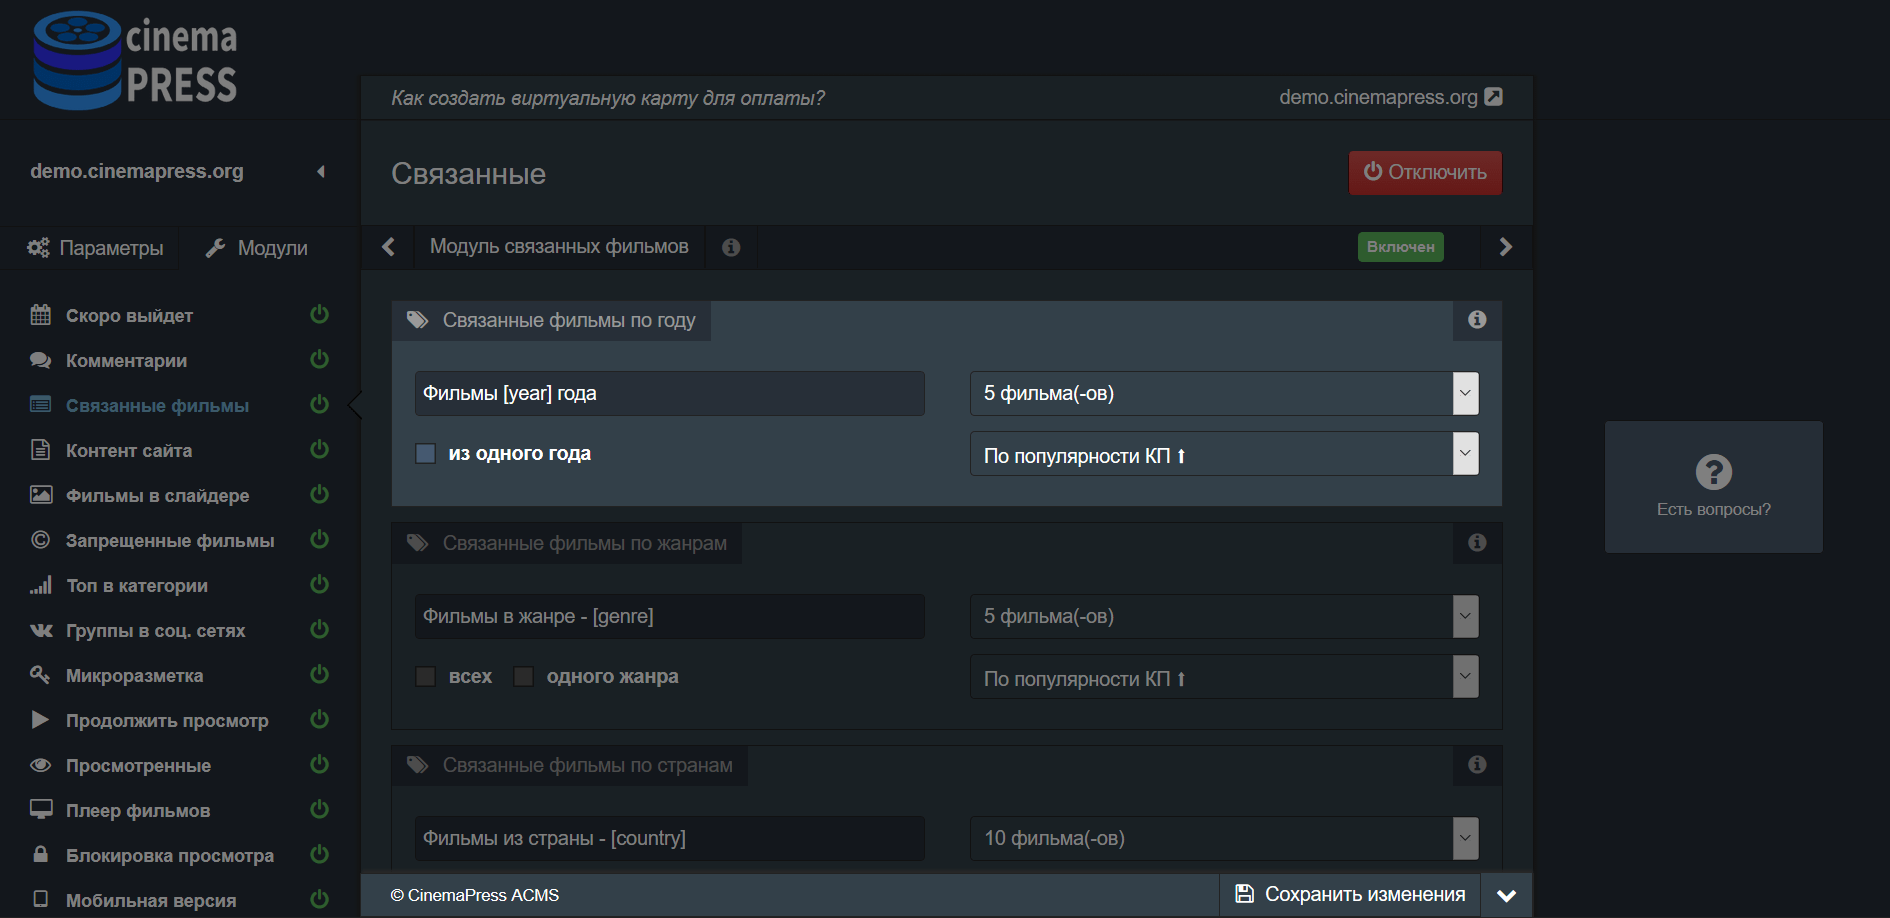 cinema
PRESS
Как создать виртуальную карту для оплаты?
demo.cinemapress.org
demo.cinemapress.org
Связанные
Отключить
Параметры
Модули
Модуль связанных фильмов
Включен
Скоро выйдет
Комментарии
Связанные фильмы
Контент сайта
Фильмы в слайдере
Запрещенные фильмы
Топ в категории
Группы в соц. сетях
Микроразметка
Продолжить просмотр
Просмотренные
Плеер фильмов
Блокировка просмотра
Мобильная версия
Связанные фильмы по году
Фильмы [year] года
5 фильма(-ов)
из одного года
По популярности КП ⬆
Связанные фильмы по жанрам
Фильмы в жанре - [genre]
5 фильма(-ов)
всех
одного жанра
По популярности КП ⬆
Связанные фильмы по странам
Фильмы из страны - [country]
10 фильма(-ов)
Есть вопросы?
© CinemaPress ACMS
Сохранить изменения